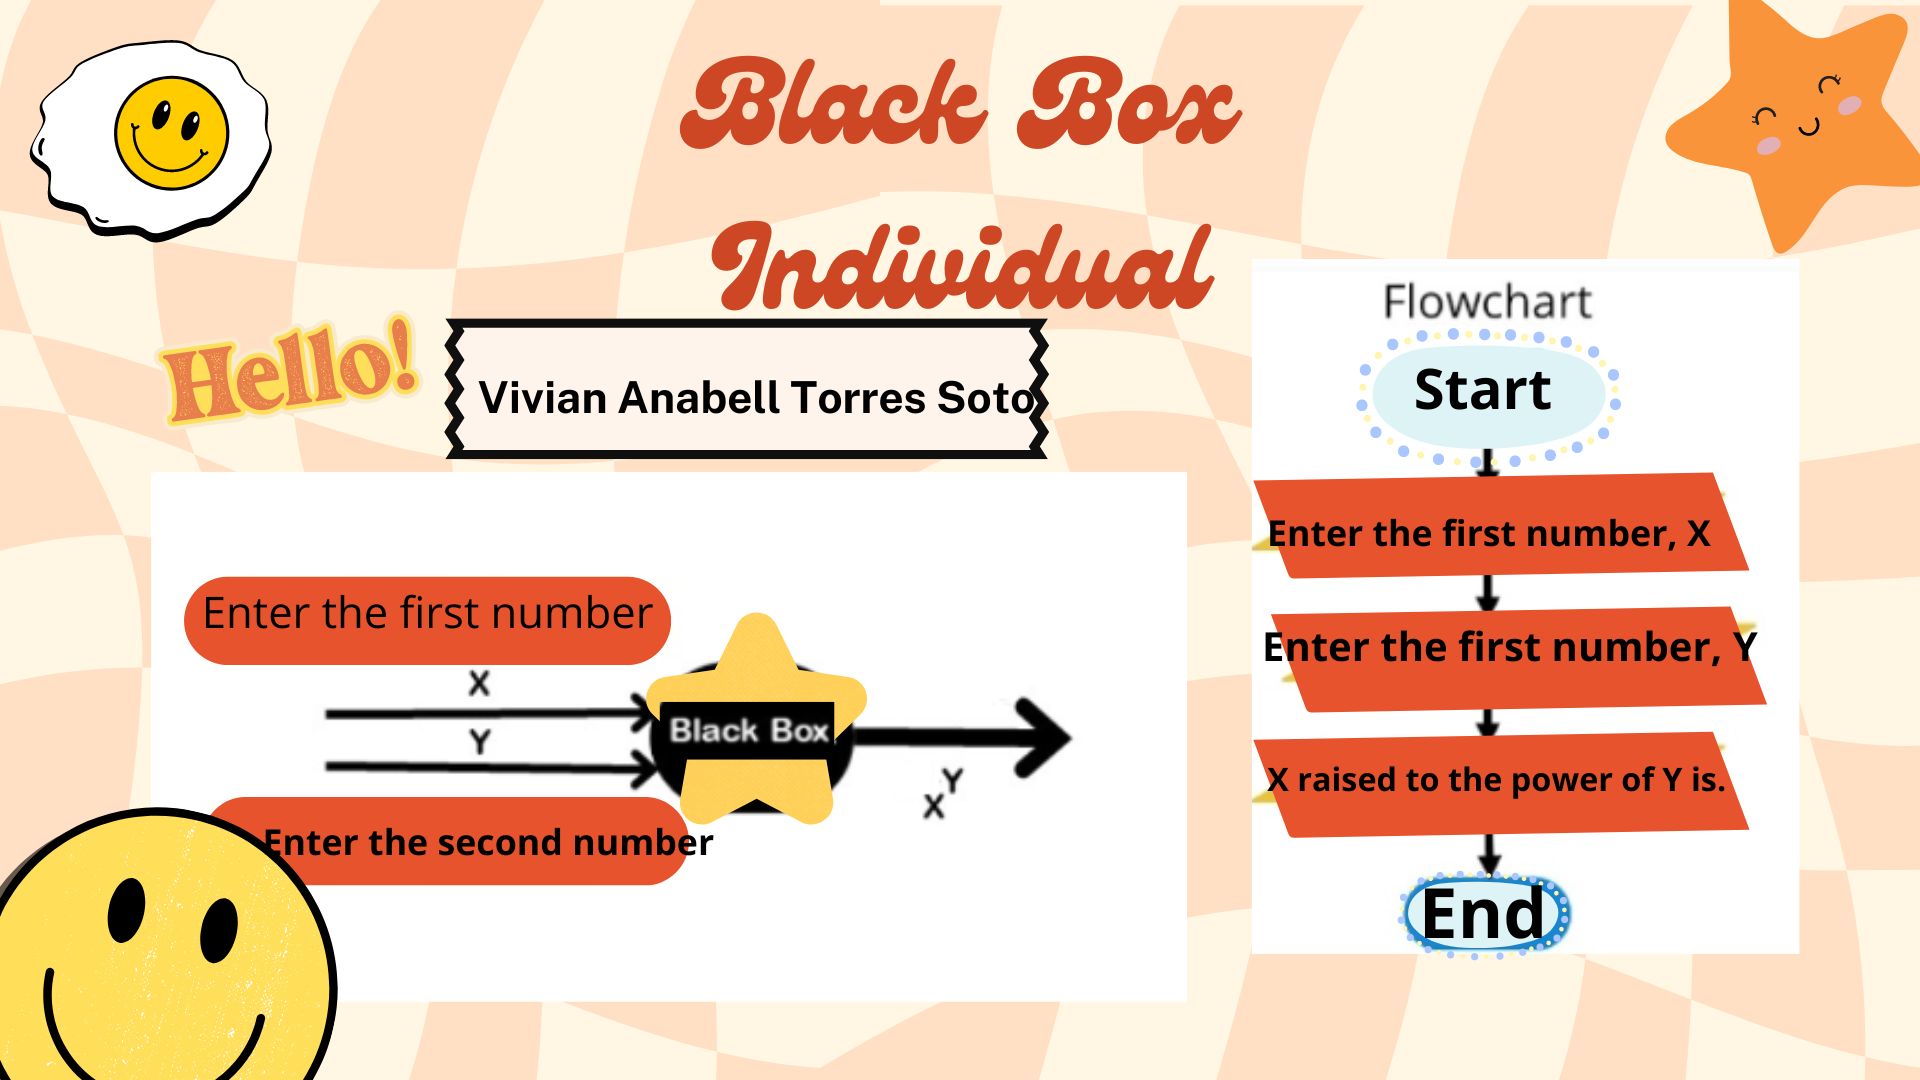 Black Box
Individual
Hello!
Vivian Anabell Torres Soto
Enter the first number
X
Y
Black Box
Y
X
Enter the second number
Flowchart
Start
Enter the first number, X
Enter the first number, Y
X raised to the power of Y is.
End